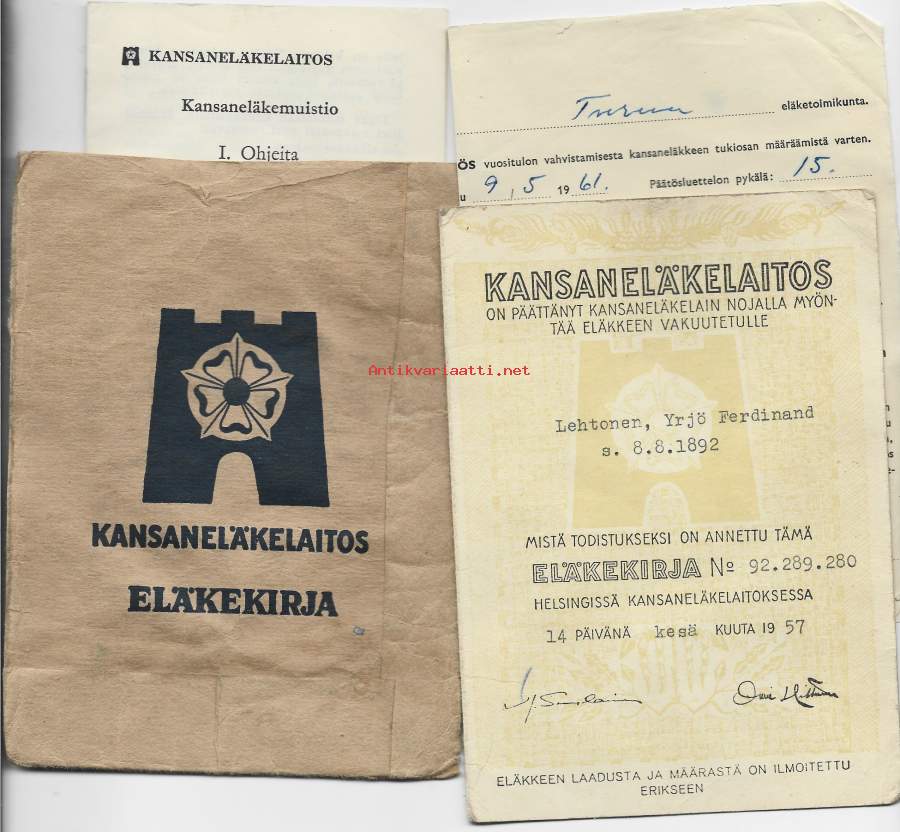 KANSANELÄKELAITOS
Kansaneläkemuistio
I. Ohjeita
Turun eläketoimikunta.
ÖS vuositulon vahvistamisesta kansaneläkkeen tukiosan määräämistä varten.
u 9,5 1961. Päätösluettelon pykälä: 15.
KANSANELÄKELAITOS
ELÄKEKIRJA
KANSANELÄKELAITOS
ON PÄÄTTÄNYT KANSANELÄKELAIN NOJALLA MYÖN-
TÄÄ ELÄKKEEN VAKUUTETULLE
Antikvariaatti.net
Lehtonen, Yrjö Ferdinand
s. 8.8.1892
MISTÄ TODISTUKSEKSI ON ANNETTU TÄMÄ
ELÄKEKIRJA No 92.289.280
HELSINGISSÄ KANSANELÄKELAITOKSESSA
14 PÄIVÄNÄ kesä KUUTA 19 57
ELÄKKEEN LAADUSTA JA MÄÄRÄSTÄ ON ILMOITETTU
ERIKSEEN